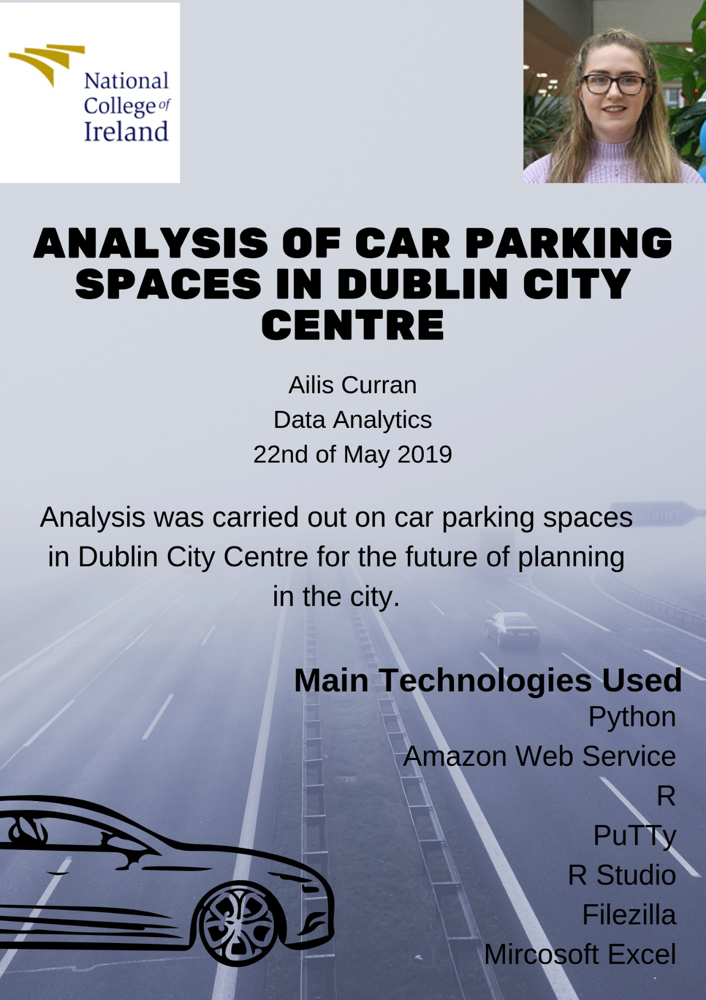 National
College of
Ireland
ANALYSIS OF CAR PARKING
SPACES IN DUBLIN CITY
CENTRE
Ailis Curran
Data Analytics
22nd of May 2019
Analysis was carried out on car parking spaces
in Dublin City Centre for the future of planning
in the city.
Main Technologies Used
Python
Amazon Web Service
R
PuTTy
R Studio
Filezilla
Mircosoft Excel